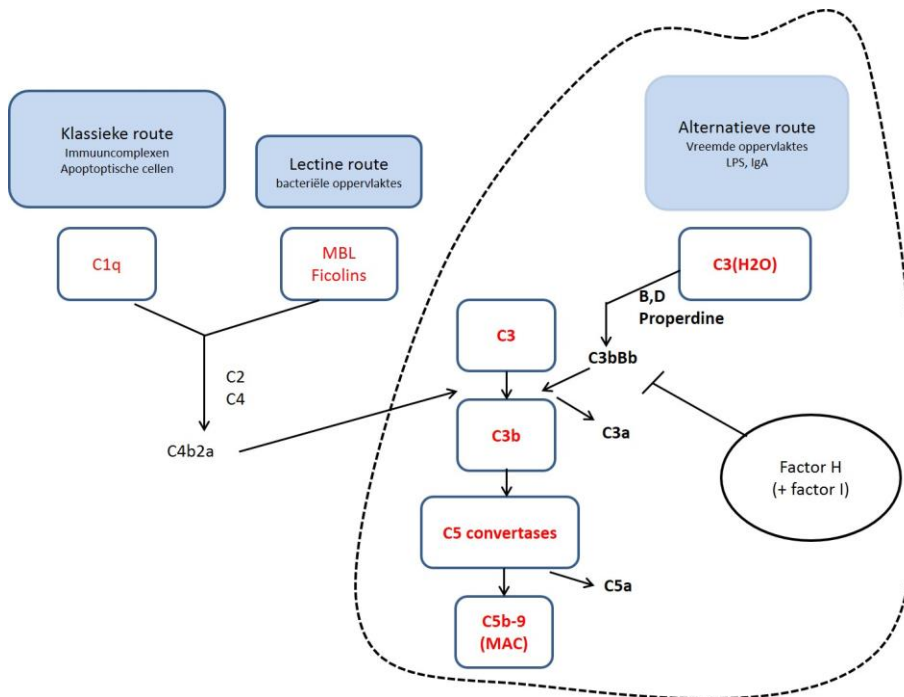 Klassieke route
Immuuncomplexen
Apoptoptische cellen
Lectine route
bacteriële oppervlaktes
Alternatieve route
Vreemde oppervlaktes
LPS, IgA
C1q
MBL
Ficolins
C3(H2O)
B,D
Properdine
C3
C3bBb
C2
C4
C3b
C3a
C4b2a
Factor H
(+ factor I)
C5 convertases
C5a
C5b-9
(MAC)